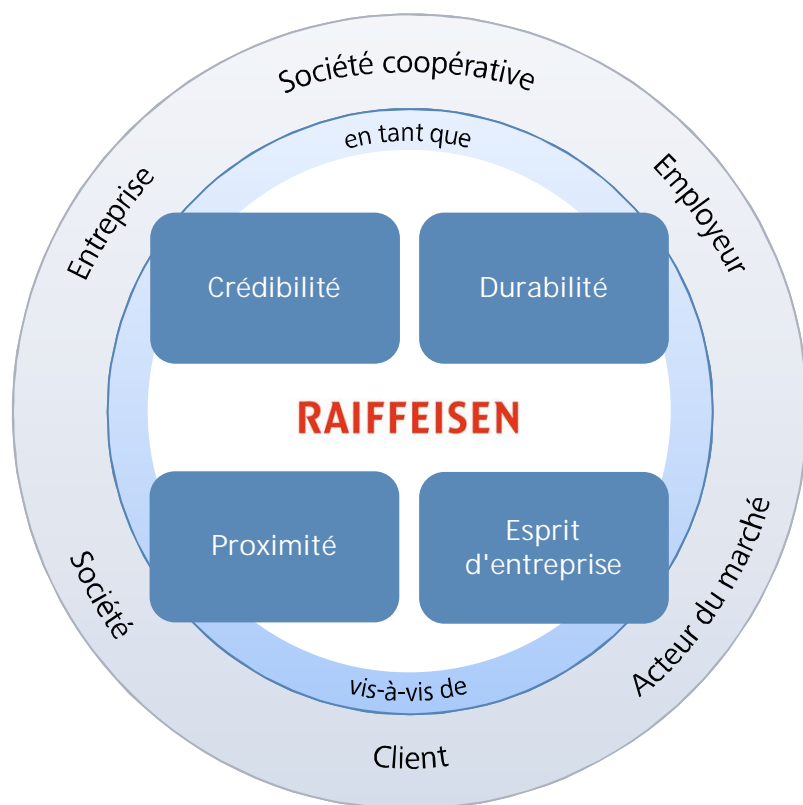 Société coopérative
en tant que
Entreprise
Employeur
Crédibilité
Durabilité
RAIFFEISEN
Proximité
Esprit
d'entreprise
Société
Acteur du marché
vis-à-vis de
Client